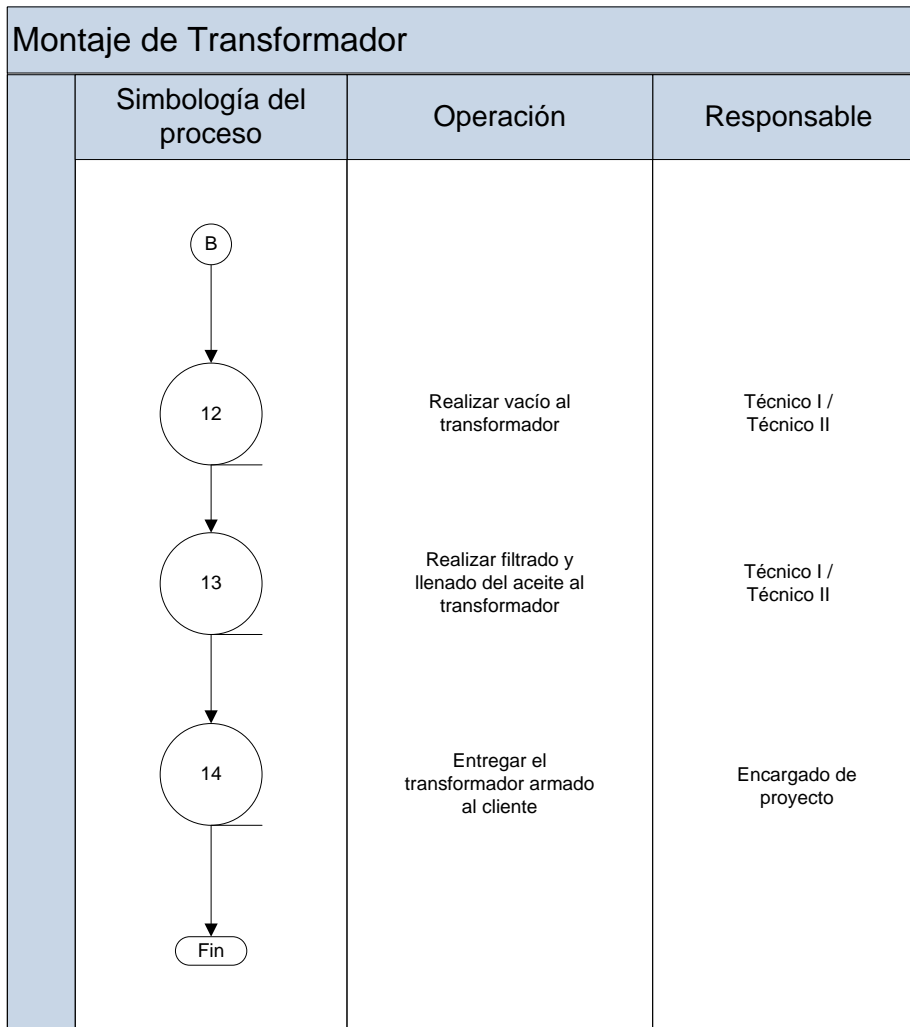 Montaje de Transformador
Simbología del
proceso
Operación
Responsable
B
12
Realizar vacío al
transformador
Técnico I /
Técnico II
13
Realizar filtrado y
llenado del aceite al
transformador
Técnico I /
Técnico II
14
Entregar el
transformador armado
al cliente
Encargado de
proyecto
Fin